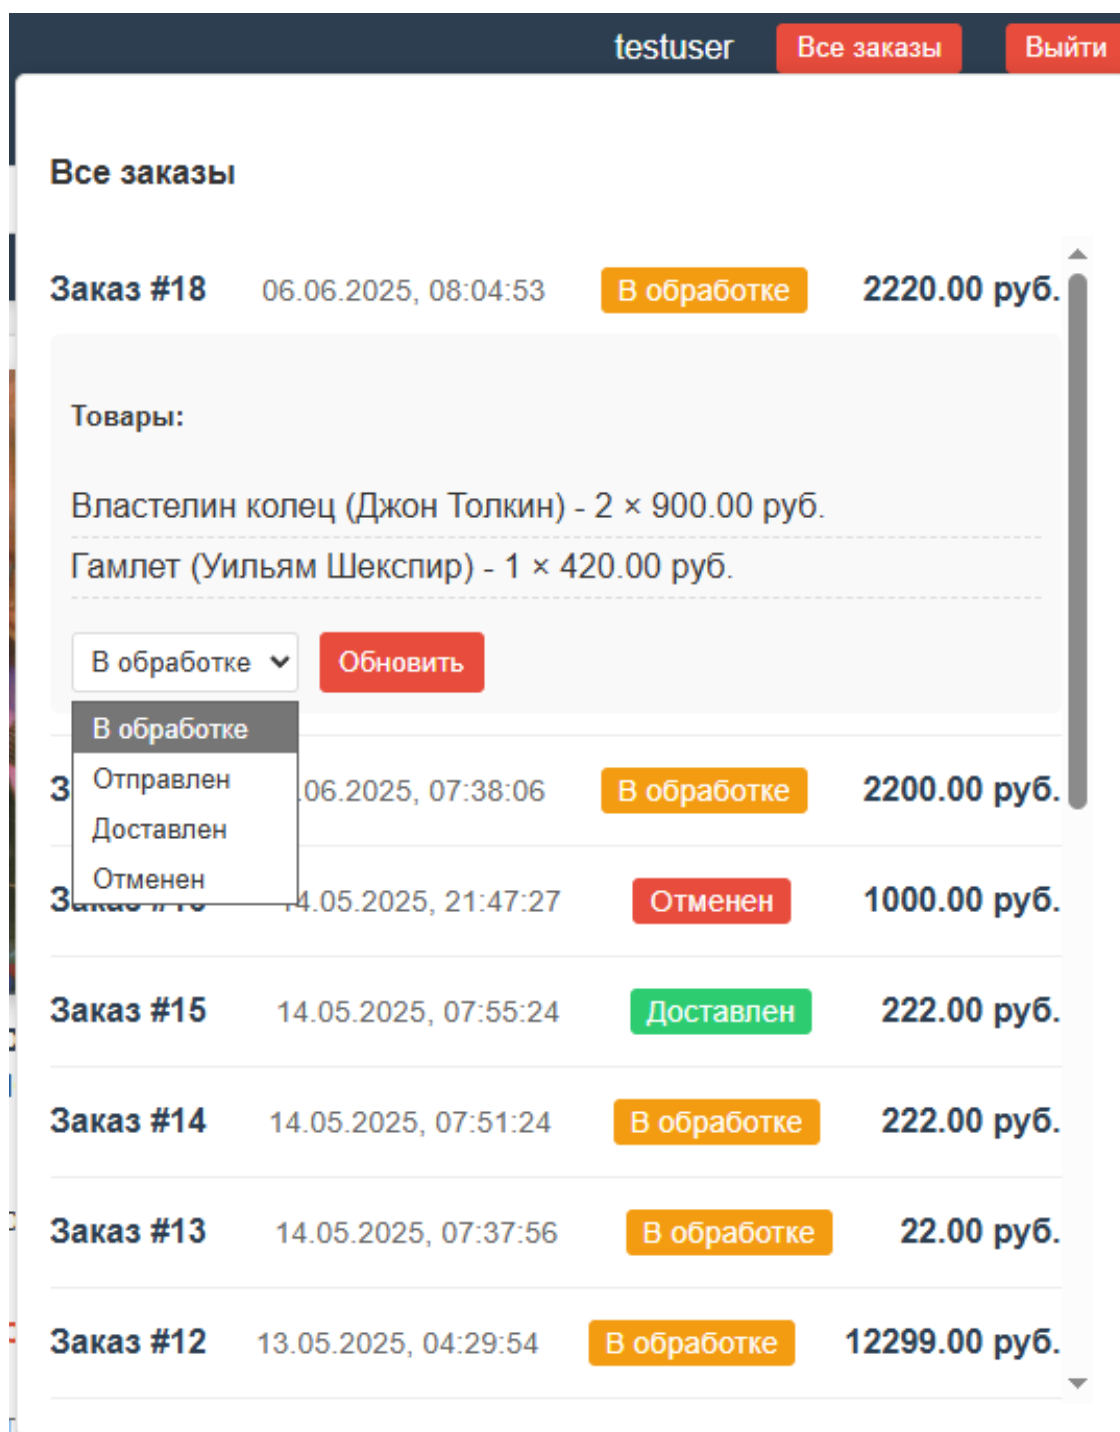 testuser Все заказы Выйти
Все заказы
Заказ #18 06.06.2025, 08:04:53 В обработке 2220.00 руб.
Товары:
Властелин колец (Джон Толкин) - 2 × 900.00 руб.
Гамлет (Уильям Шекспир) - 1 × 420.00 руб.
В обработке Обновить
В обработке
Отправлен
.06.2025, 07:38:06 В обработке 2200.00 руб.
Доставлен
Отменен
14.05.2025, 21:47:27 Отменен 1000.00 руб.
Заказ #15 14.05.2025, 07:55:24 Доставлен 222.00 руб.
Заказ #14 14.05.2025, 07:51:24 В обработке 222.00 руб.
Заказ #13 14.05.2025, 07:37:56 В обработке 22.00 руб.
Заказ #12 13.05.2025, 04:29:54 В обработке 12299.00 руб.